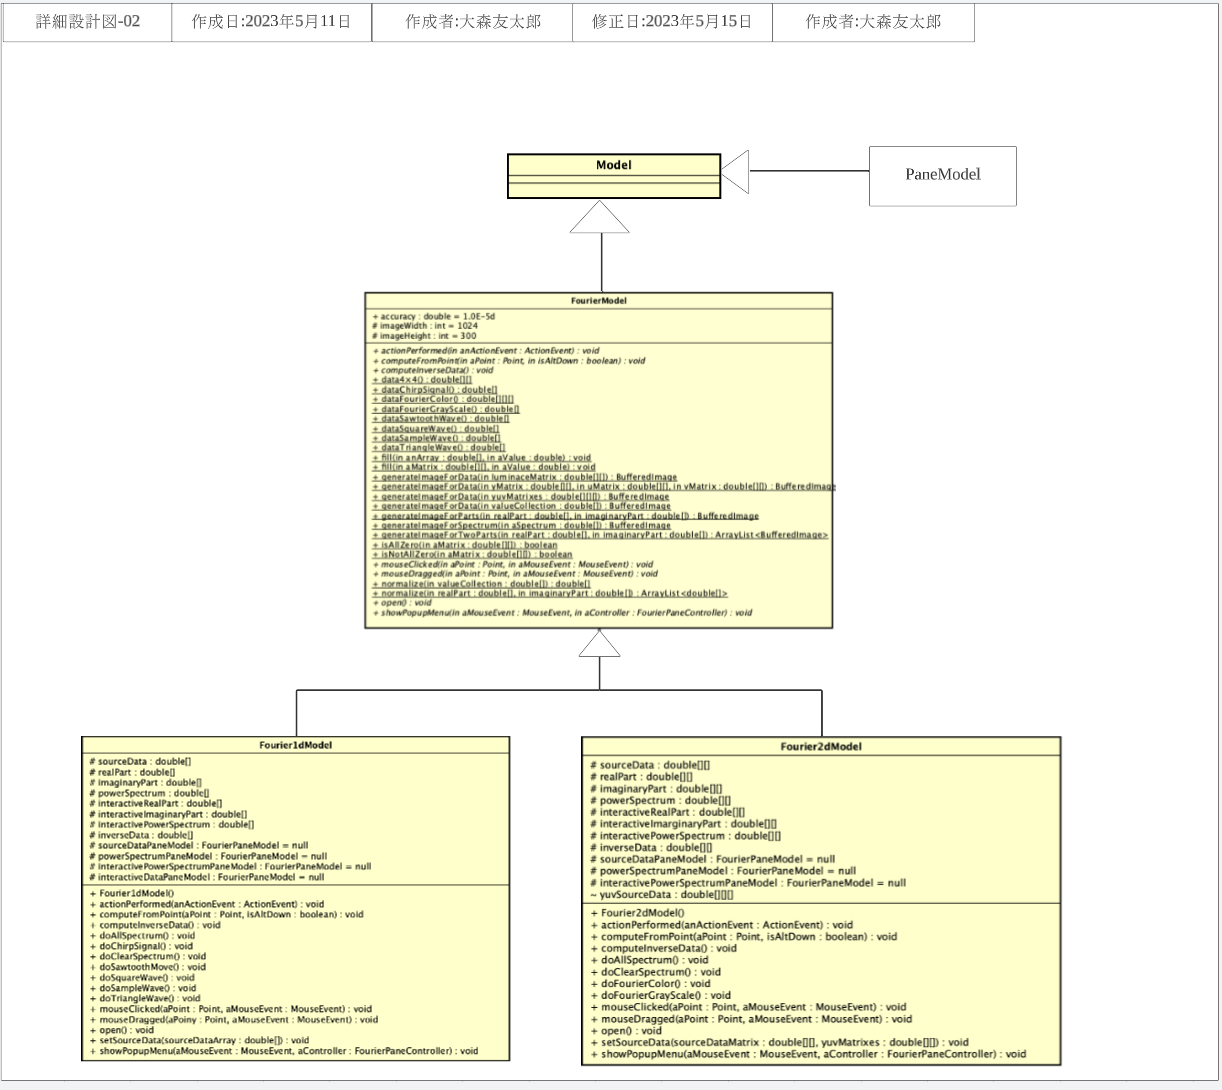 詳細設計図-02
作成日:2023年5月11日
作成者:大森友太郎
修正日:2023年5月15日
作成者:大森友太郎
Model
PaneModel
FourierModel
+ accuracy : double = 1.0E-5d
# imageWidth : int = 1024
# imageHeight : int = 300
+ actionPerformed(in anActionEvent : ActionEvent) : void
+ computeFromPoint(in aPoint : Point, in isAltDown : boolean) : void
+ computeInverseData() : void
+ data4×4() : double[][]
+ dataChirpSignal() : double[]
+ dataFourierColor() : double[][][]
+ dataFourierGrayScale() : double[]
+ dataSawtoothWave() : double[]
+ dataSquareWave() : double[]
+ dataSampleWave() : double[]
+ dataTriangleWave() : double[]
+ fill(in anArray : double[], in aValue : double) : void
+ fill(in aMatrix : double[][], in aValue : double) : void
+ generateImageForData(in luminaceMatrix : double[][]) : BufferedImage
+ generateImageForData(in yMatrix : double[][], in uMatrix : double[][], in vMatrix : double[][]) : BufferedImage
+ generateImageForData(in yuvMatrixes : double[][][]) : BufferedImage
+ generateImageForData(in valueCollection : double[]) : BufferedImage
+ generateImageForParts(in realPart : double[], in imaginaryPart : double[]) : BufferedImage
+ generateImageForSpectrum(in aSpectrum : double[]) : BufferedImage
+ generateImageForTwoParts(in realPart : double[], in imaginaryPart : double[]) : ArrayList<BufferedImage>
+ isAllZero(in aMatrix : double[][]) : boolean
+ isNotAllZero(in aMatrix : double[][]) : boolean
+ mouseClicked(in aPoint : Point, in aMouseEvent : MouseEvent) : void
+ mouseDragged(in aPoint : Point, in aMouseEvent : MouseEvent) : void
+ normalize(in valueCollection : double[]) : double[]
+ normalize(in realPart : double[], in imaginaryPart : double[]) : ArrayList<double[]>
+ open() : void
+ showPopupMenu(in aMouseEvent : MouseEvent, in aController : FourierPaneController) : void
Fourier1dModel
# sourceData : double[]
# realPart : double[]
# imaginaryPart : double[]
# powerSpectrum : double[]
# interactiveRealPart : double[]
# interactiveImaginaryPart : double[]
# interactivePowerSpectrum : double[]
# inverseData : double[]
# sourceDataPaneModel : FourierPaneModel = null
# powerSpectrumPaneModel : FourierPaneModel = null
# interactivePowerSpectrumPaneModel : FourierPaneModel = null
# interactiveDataPaneModel : FourierPaneModel = null
+ Fourier1dModel()
+ actionPerformed(anActionEvent : ActionEvent) : void
+ computeFromPoint(aPoint : Point, isAltDown : boolean) : void
+ computeInverseData() : void
+ doAllSpectrum() : void
+ doChirpSignal() : void
+ doClearSpectrum() : void
+ doSawtoothMove() : void
+ doSquareWave() : void
+ doSampleWave() : void
+ doTriangleWave() : void
+ mouseClicked(aPoint : Point, aMouseEvent : MouseEvent) : void
+ mouseDragged(aPoiny : Point, aMouseEvent : MouseEvent) : void
+ open() : void
+ setSourceData(sourceDataArray : double[]) : void
+ showPopupMenu(aMouseEvent : MouseEvent, aController : FourierPaneController) : void
Fourier2dModel
# sourceData : double[][]
# realPart : double[][]
# imaginaryPart : double[][]
# powerSpectrum : double[][]
# interactiveRealPart : double[][]
# interactiveImarginaryPart : double[][]
# interactivePowerSpectrum : double[][]
# inverseData : double[][]
# sourceDataPaneModel : FourierPaneModel = null
# powerSpectrumPaneModel : FourierPaneModel = null
# interactivePowerSpectrumPaneModel : FourierPaneModel = null
~ yuvSourceData : double[][][]
+ Fourier2dModel()
+ actionPerformed(anActionEvent : ActionEvent) : void
+ computeFromPoint(aPoint : Point, isAltDown : boolean) : void
+ computeInverseData() : void
+ doAllSpectrum() : void
+ doClearSpectrum() : void
+ doFourierColor() : void
+ doFourierGrayScale() : void
+ mouseClicked(aPoint : Point, aMouseEvent : MouseEvent) : void
+ mouseDragged(aPoint : Point, aMouseEvent : MouseEvent) : void
+ open() : void
+ setSourceData(sourceDataMatrix : double[][], yuvMatrixes : double[][]) : void
+ showPopupMenu(aMouseEvent : MouseEvent, aController : FourierPaneController) : void